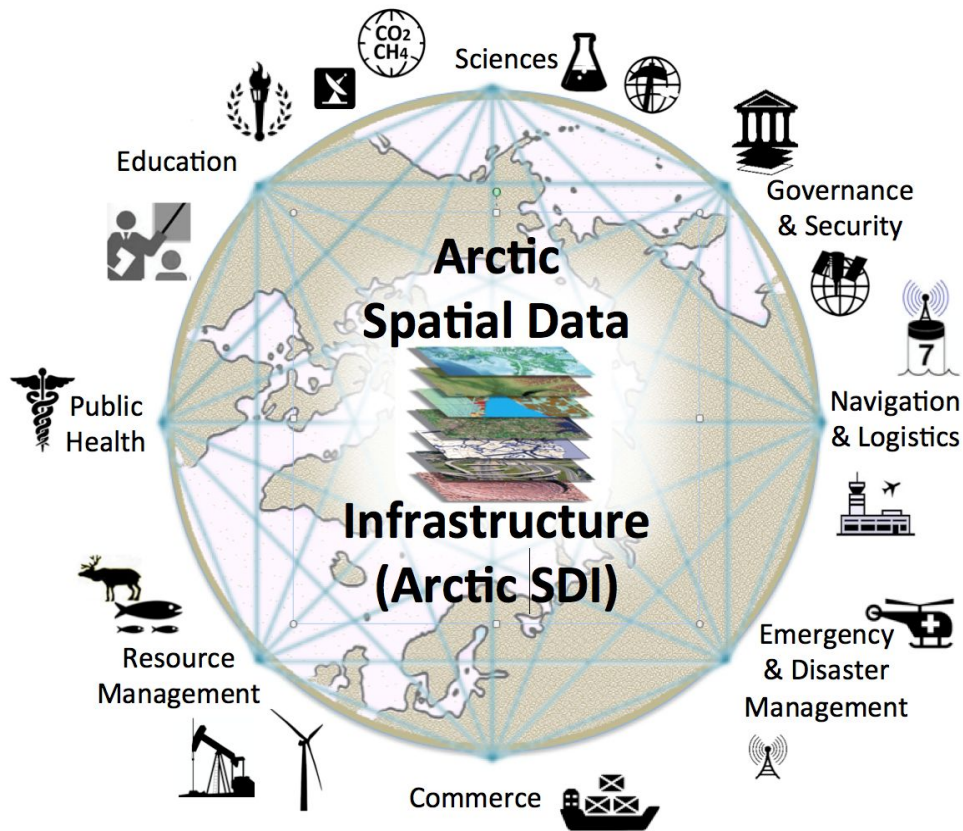 CO2
CH4
Sciences
Education
Governance
& Security
Arctic
Spatial Data
7
Public
Health
Navigation
& Logistics
Infrastructure
(Arctic SDI)
Resource
Management
Emergency
& Disaster
Management
Commerce